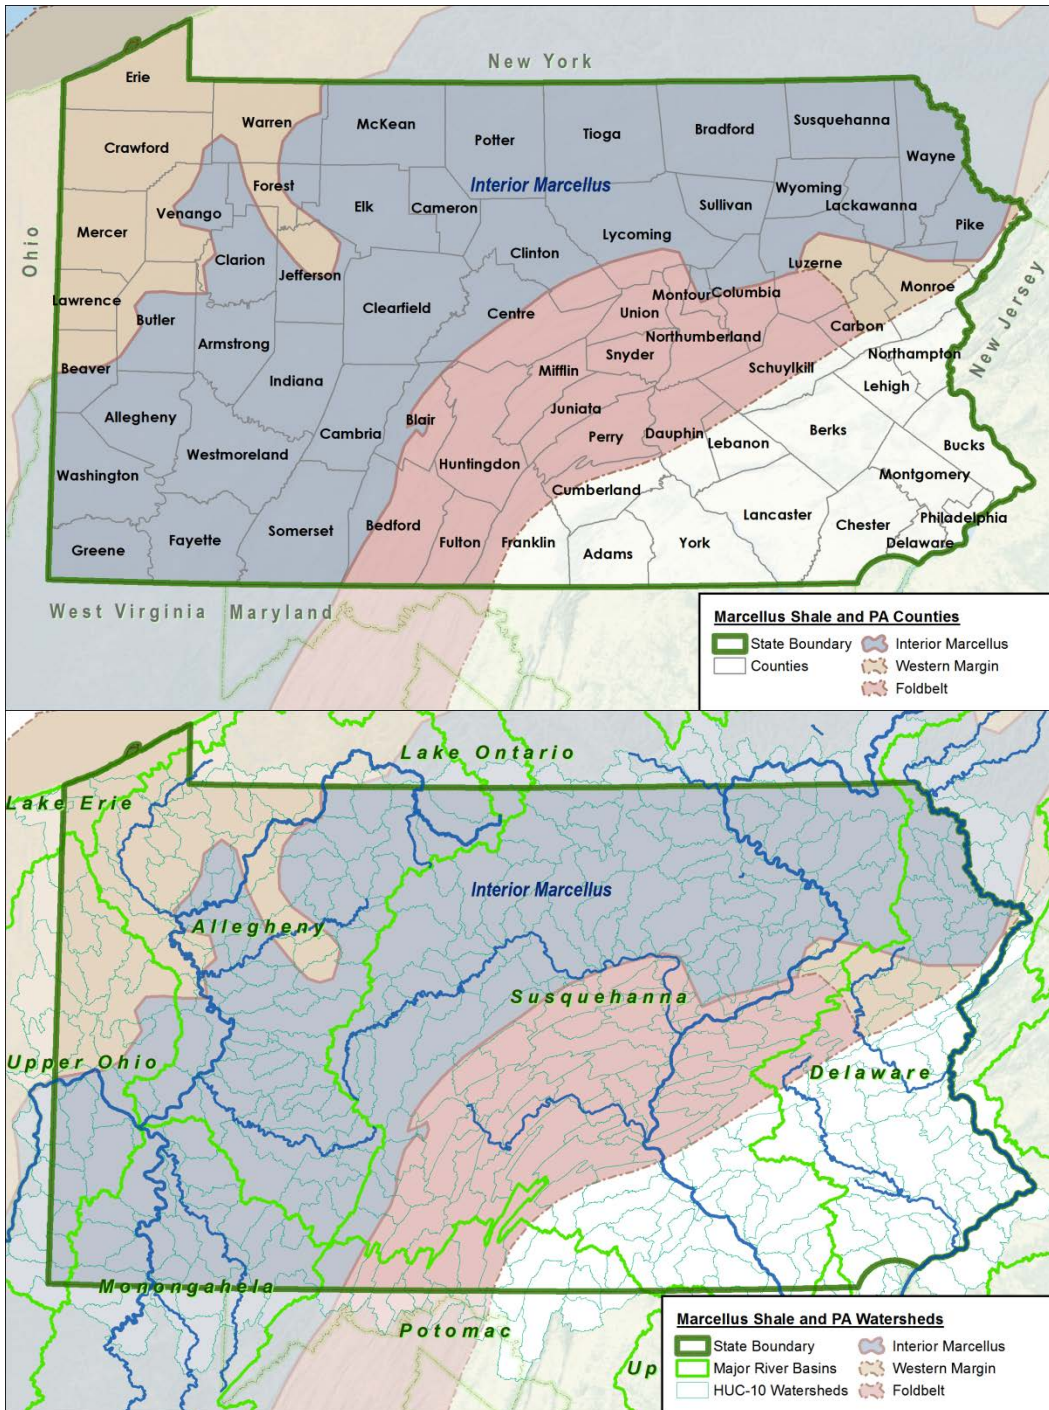 New York
Erie
Warren
McKean
Potter
Tioga
Bradford
Susquehanna
Crawford
Wayne
Forest
Interior Marcellus
Wyoming
Elk
Cameron
Venango
Sullivan
Lackawanna
Pike
Mercer
Lycoming
Ohio
Clinton
Clarion
Luzerne
Jefferson
Monroe
New Jersey
Lawrence
Montour
Columbia
Clearfield
Centre
Union
Butler
Carbon
Northumberland
Armstrong
Snyder
Northampton
Beaver
Mifflin
Schuylkill
Indiana
Lehigh
Juniata
Allegheny
Blair
Berks
Cambria
Perry
Dauphin
Lebanon
Bucks
Westmoreland
Huntingdon
Washington
Montgomery
Cumberland
Lancaster
Philadelphia
Somerset
Bedford
Chester
Fayette
Fulton
Franklin
York
Delaware
Greene
Adams
West Virginia
Maryland
Marcellus Shale and PA Counties
State Boundary
Interior Marcellus
Counties
Western Margin
Foldbelt
Lake Ontario
Lake Erie
Interior Marcellus
Allegheny
Susquehanna
Upper Ohio
Delaware
Monongahela
Potomac
Up
Marcellus Shale and PA Watersheds
State Boundary
Interior Marcellus
Major River Basins
Western Margin
HUC-10 Watersheds
Foldbelt